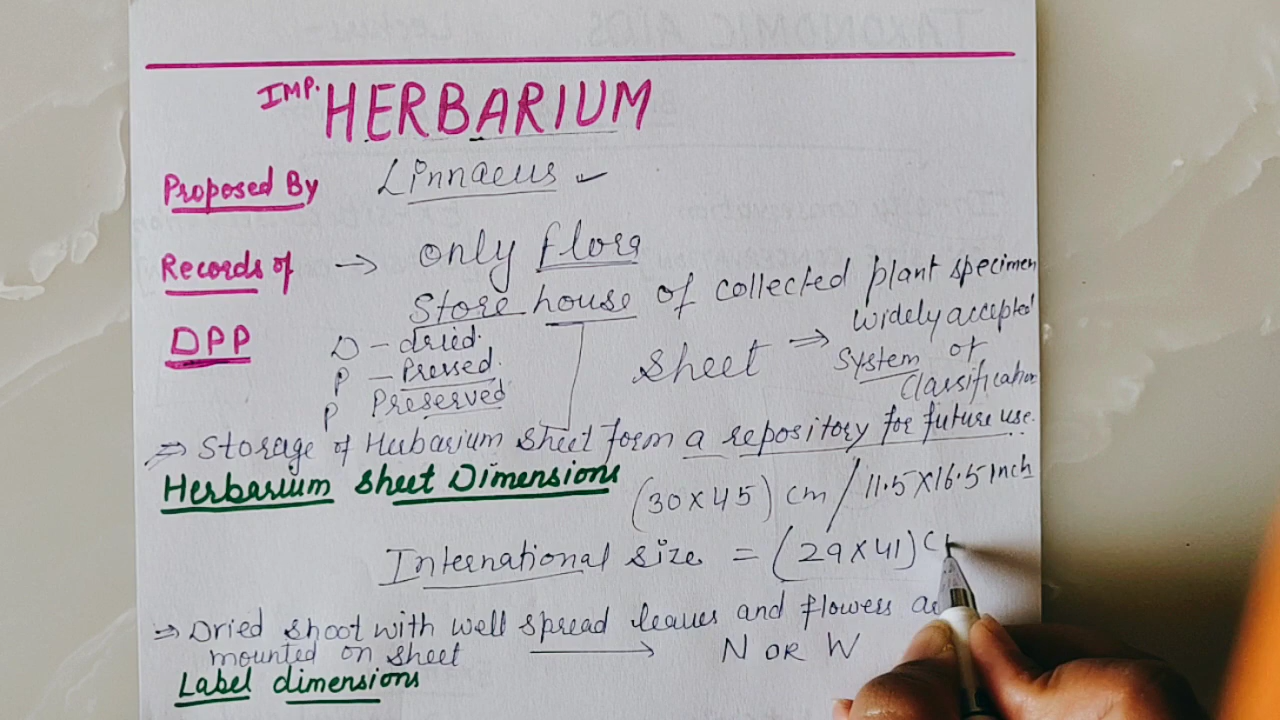 TAXONOMIC AIDS Lecture-
IMP. HERBARIUM
Proposed By Linnaeus
Records of → only flora
Store house of collected plant specimen
DPP D - dried.
P - Pressed.
P Preserved
Sheet ⇒ widely accepted
System of
Classification
⇒ Storage of Herbarium sheet form a repository for future use.
Herbarium sheet Dimensions (30×45) cm / 11.5×16.5 Inch
International size = (29×41) c
⇒ Dried shoot with well spread leaves and flowers
mounted on sheet → N OR W
Label dimensions